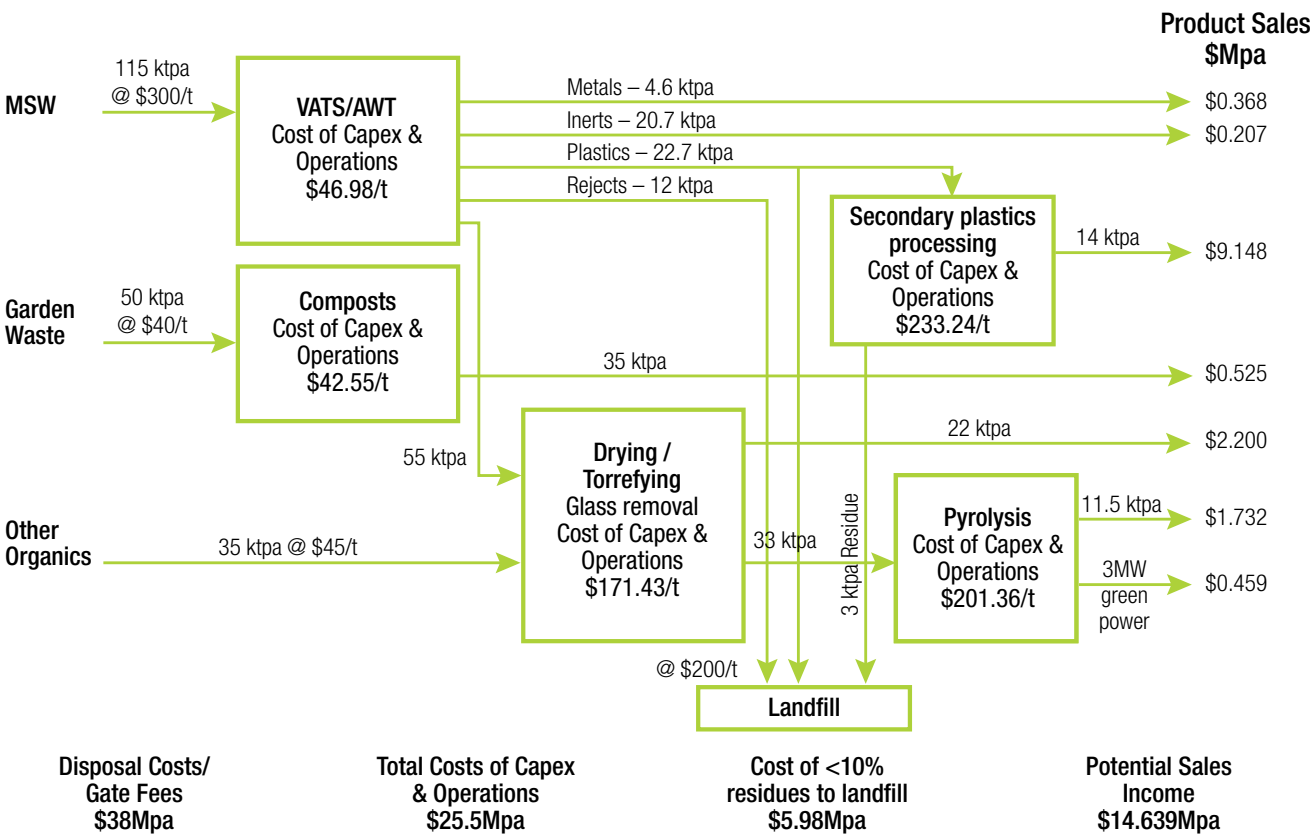 Product Sales
$Mpa
MSW
115 ktpa
@ $300/t
VATS/AWT
Cost of Capex &
Operations
$46.98/t
Metals – 4.6 ktpa
$0.368
Inerts – 20.7 ktpa
$0.207
Plastics – 22.7 ktpa
Rejects – 12 ktpa
Secondary plastics
processing
Cost of Capex &
Operations
$233.24/t
14 ktpa
$9.148
Garden
Waste
50 ktpa
@ $40/t
Composts
Cost of Capex &
Operations
$42.55/t
35 ktpa
$0.525
55 ktpa
Drying /
Torrefying
Glass removal
Cost of Capex &
Operations
$171.43/t
22 ktpa
$2.200
Other
Organics
35 ktpa @ $45/t
33 ktpa
3 ktpa Residue
Pyrolysis
Cost of Capex &
Operations
$201.36/t
11.5 ktpa
$1.732
3MW
green
power
$0.459
@ $200/t
Landfill
Disposal Costs/
Gate Fees
$38Mpa
Total Costs of Capex
& Operations
$25.5Mpa
Cost of <10%
residues to landfill
$5.98Mpa
Potential Sales
Income
$14.639Mpa